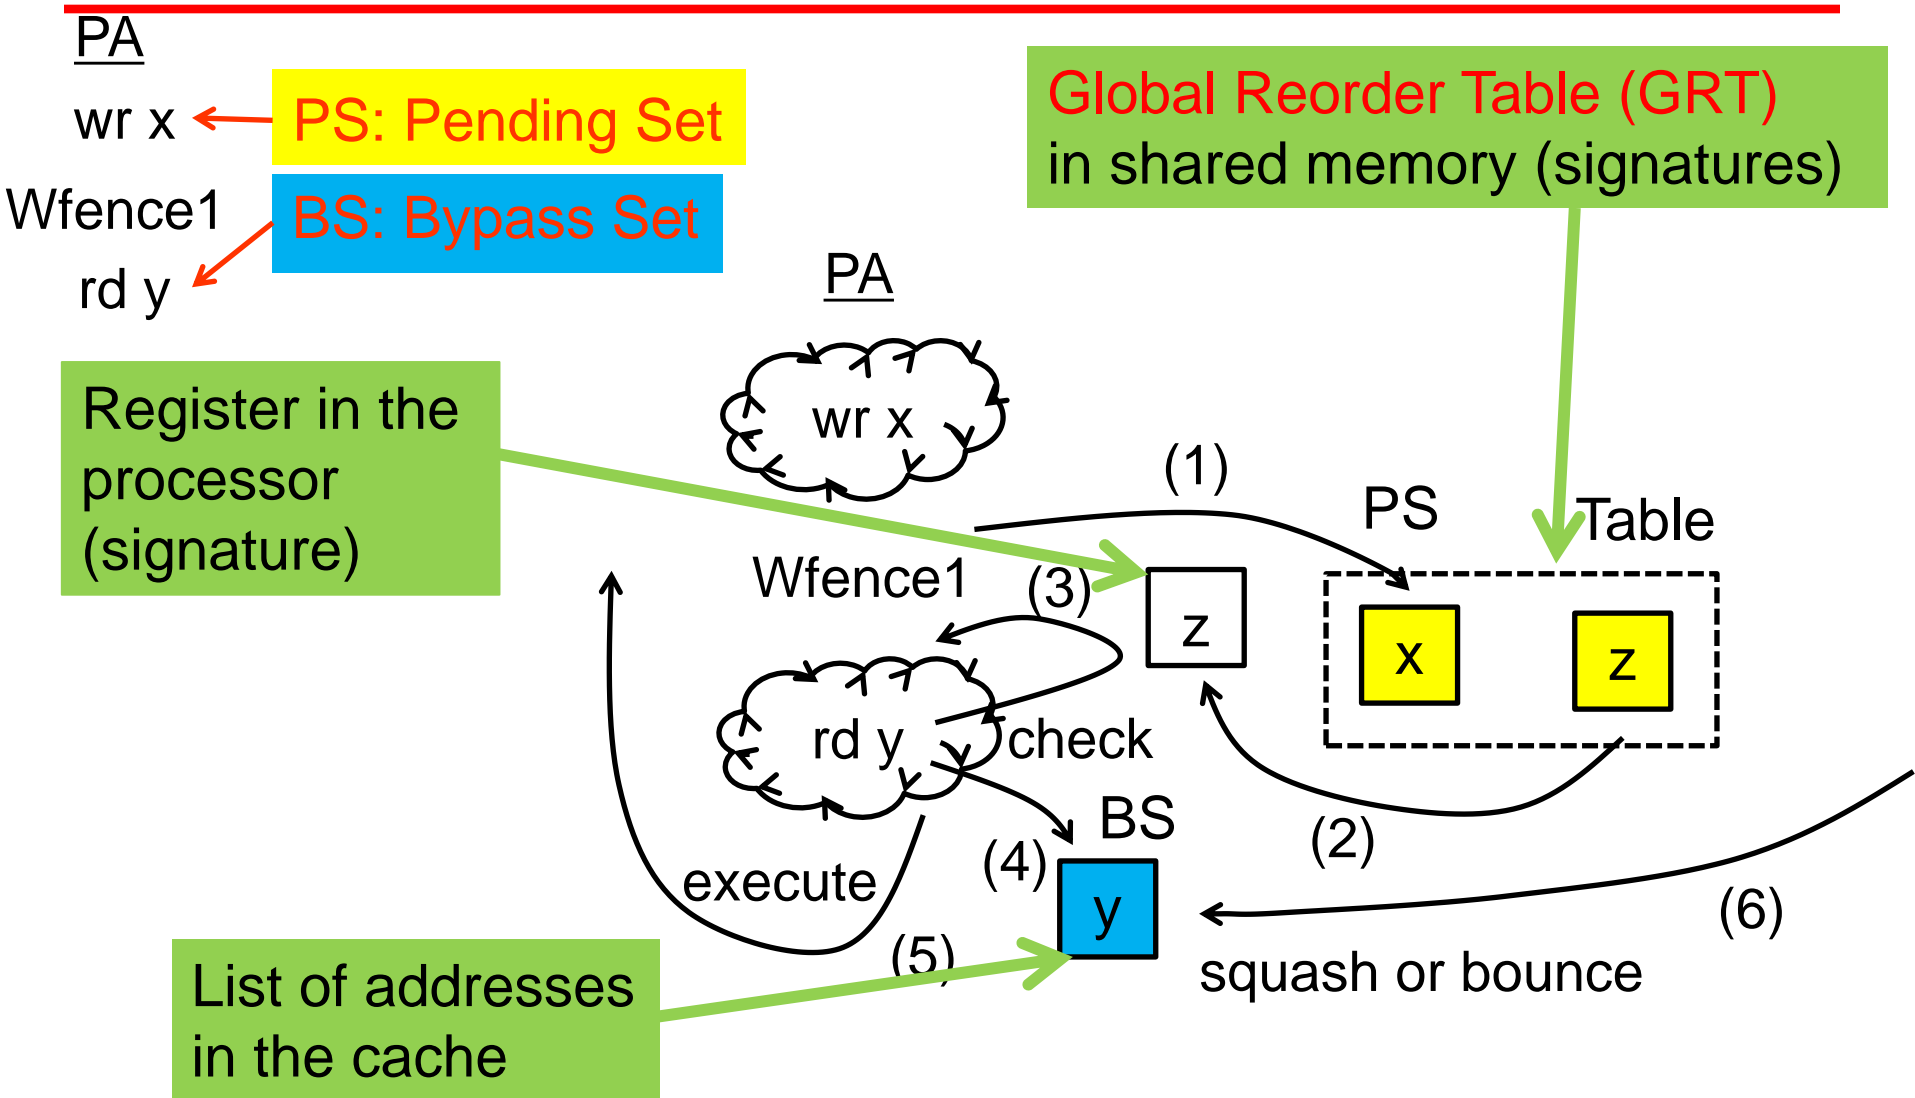 PA
wr x
PS: Pending Set
Wfence1
BS: Bypass Set
rd y
Global Reorder Table (GRT)
in shared memory (signatures)
PA
Register in the
processor
(signature)
wr x
(1)
PS
Table
Wfence1
(3)
z
x
z
rd y
check
(2)
BS
(4)
execute
y
(5)
(6)
squash or bounce
List of addresses
in the cache